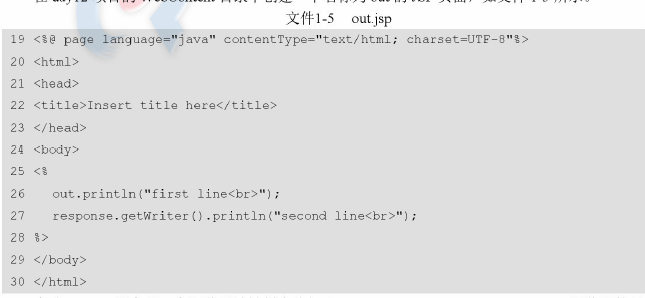 文件1-5 out.jsp
19 <%@ page language="java" contentType="text/html; charset=UTF-8"%>
20 <html>
21 <head>
22 <title>Insert title here</title>
23 </head>
24 <body>
25 <%
26 out.println("first line<br>");
27 response.getWriter().println("second line<br>");
28 %>
29 </body>
30 </html>